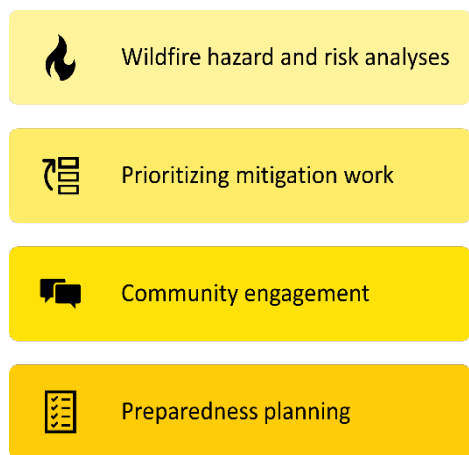 Wildfire hazard and risk analyses
Prioritizing mitigation work
Community engagement
Preparedness planning